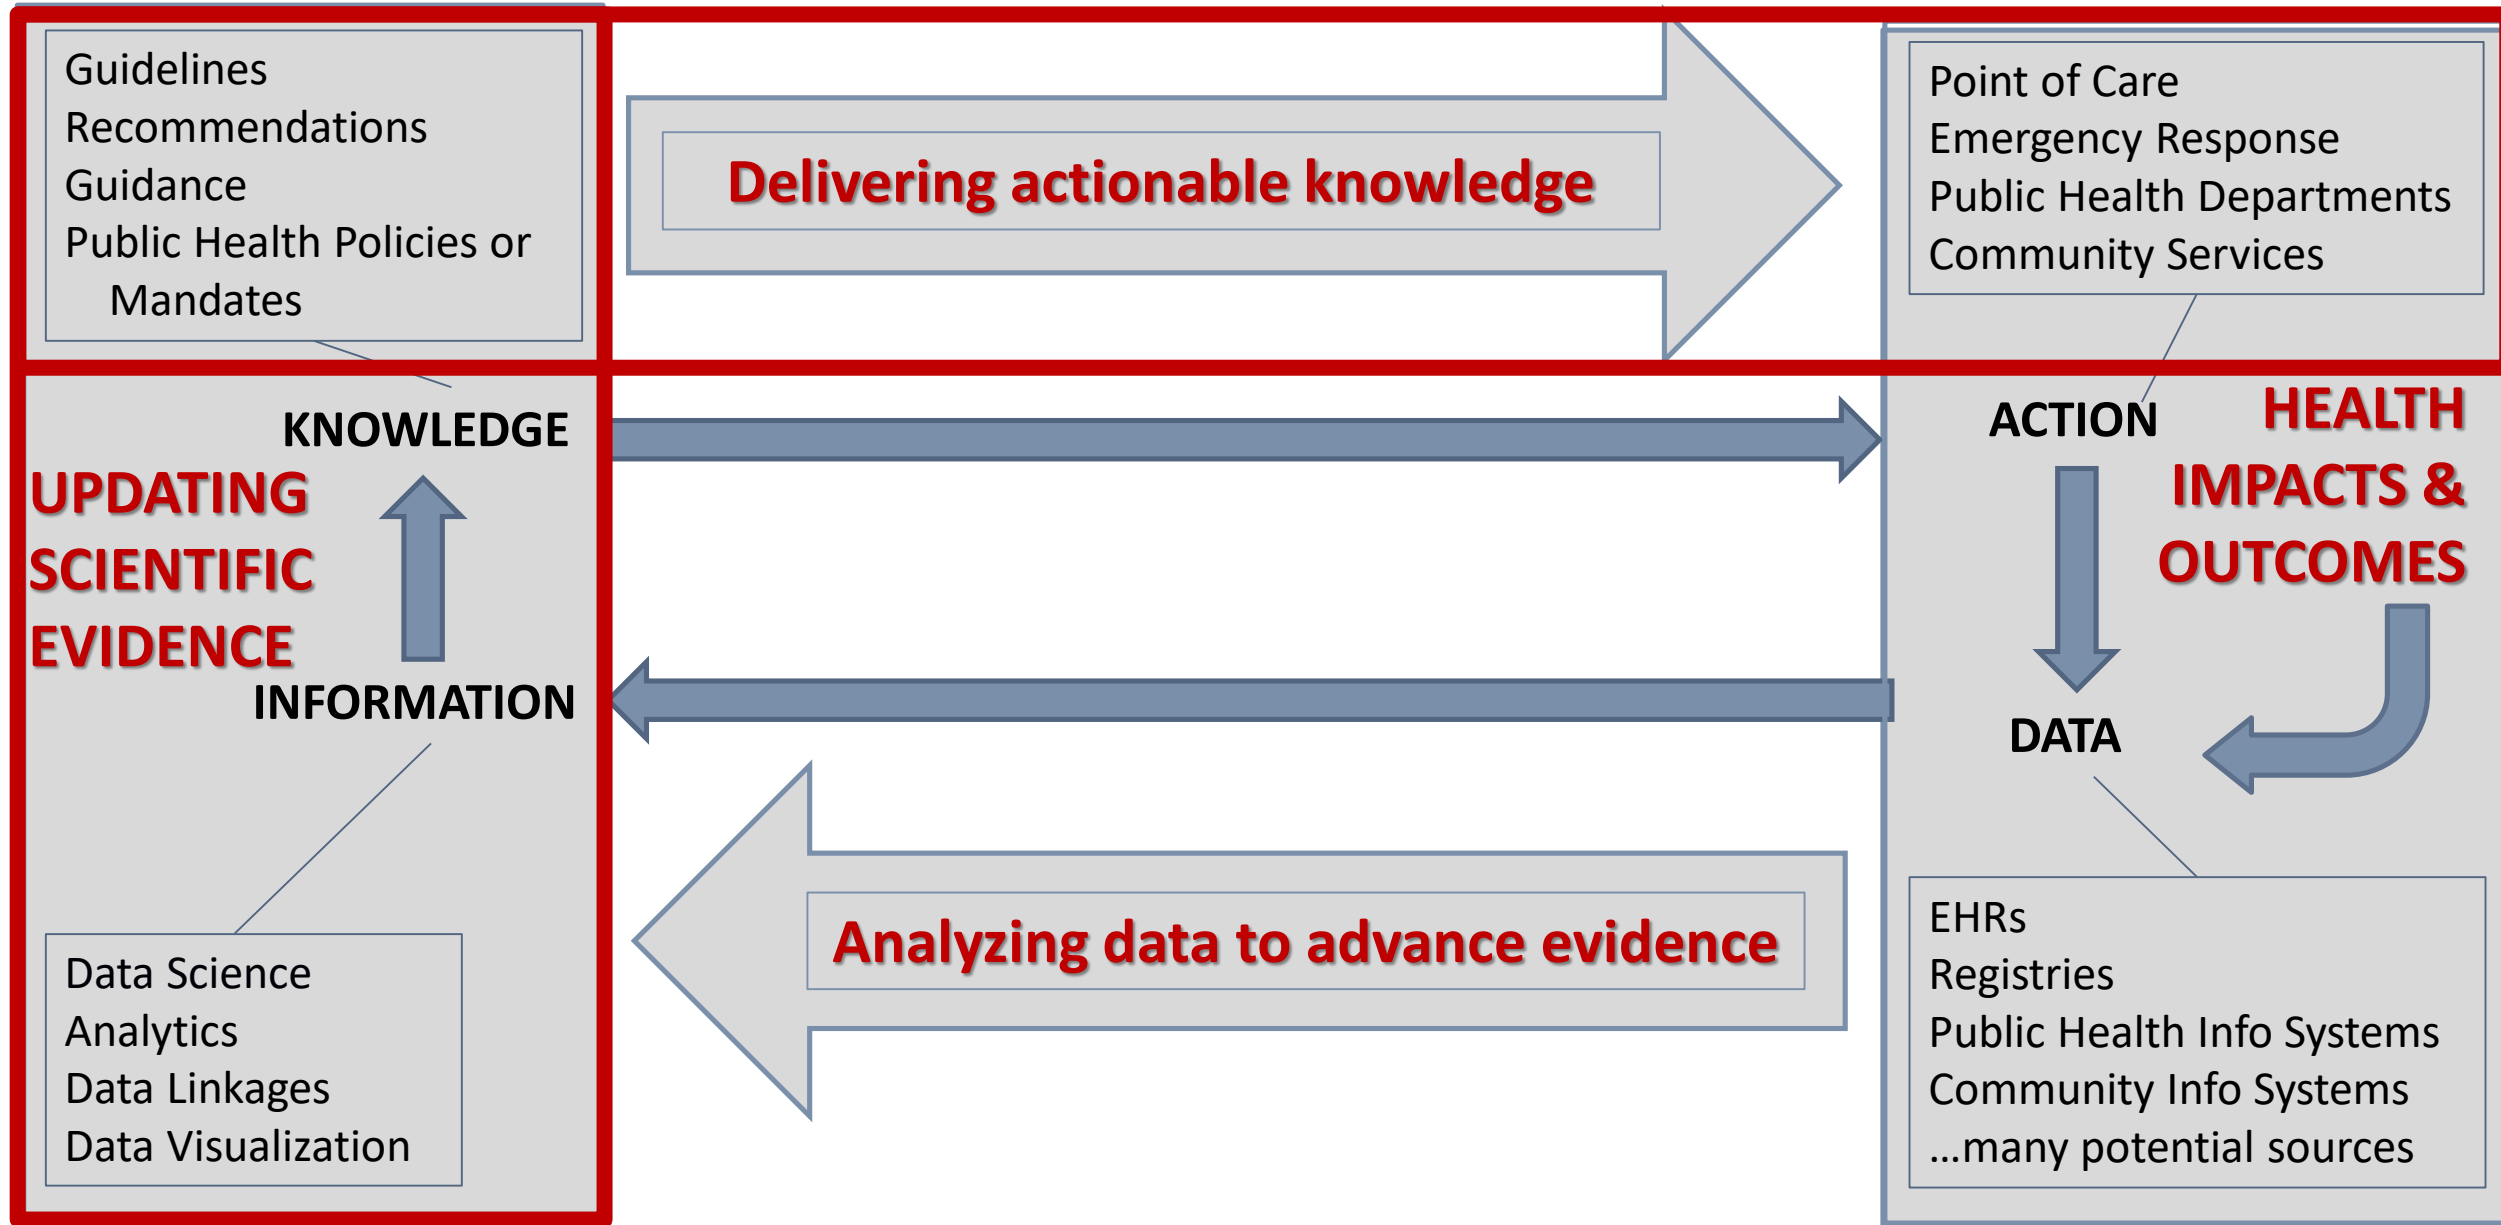 Guidelines
Recommendations
Guidance
Public Health Policies or
Mandates
Delivering actionable knowledge
Point of Care
Emergency Response
Public Health Departments
Community Services
KNOWLEDGE
UPDATING
SCIENTIFIC
EVIDENCE
INFORMATION
ACTION
HEALTH
IMPACTS &
OUTCOMES
DATA
Data Science
Analytics
Data Linkages
Data Visualization
Analyzing data to advance evidence
EHRs
Registries
Public Health Info Systems
Community Info Systems
...many potential sources